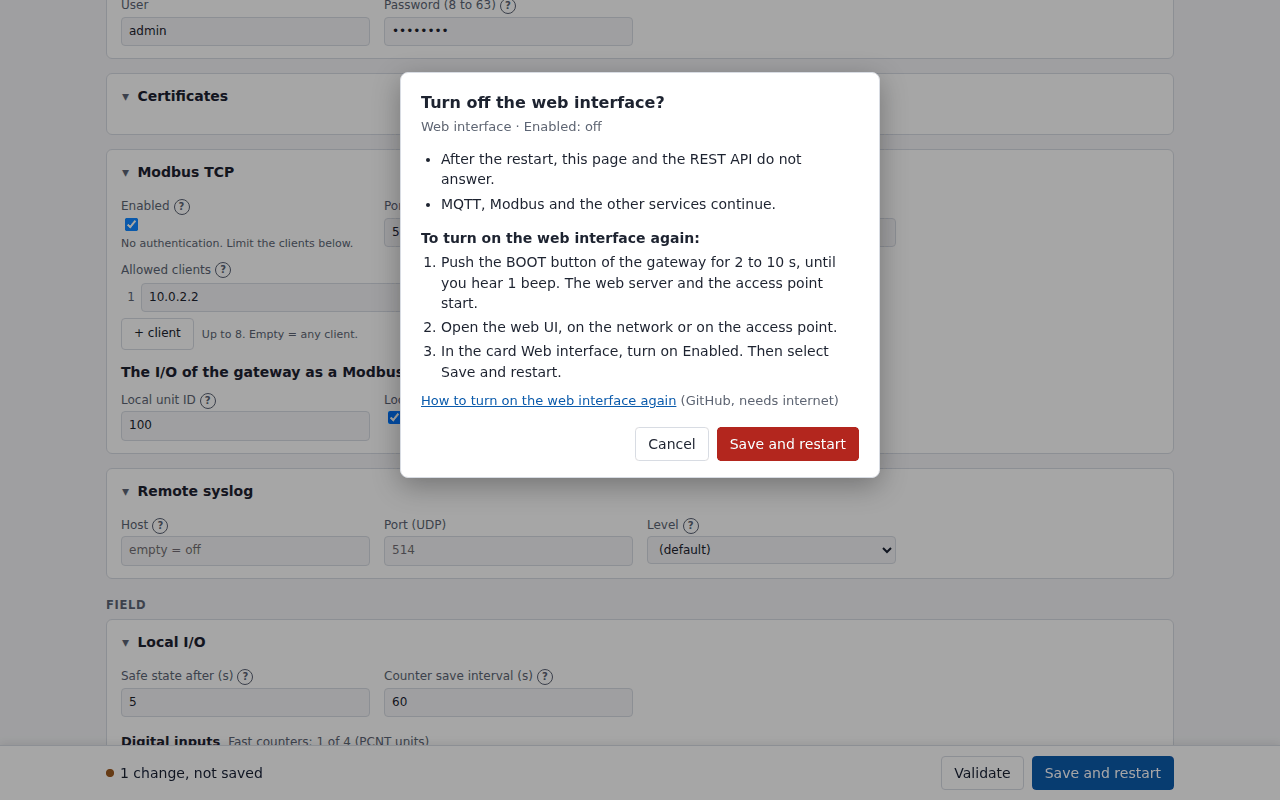 User
Password (8 to 63) ?
admin
••••••••
▼ Certificates
▼ Modbus TCP
Enabled ?
No authentication. Limit the clients below.
Allowed clients ?
1 10.0.2.2
+ client Up to 8. Empty = any client.
The I/O of the gateway as a Modbus
Local unit ID ?
100
Turn off the web interface?
Web interface · Enabled: off
• After the restart, this page and the REST API do not
answer.
• MQTT, Modbus and the other services continue.
To turn on the web interface again:
1. Push the BOOT button of the gateway for 2 to 10 s, until
you hear 1 beep. The web server and the access point
start.
2. Open the web UI, on the network or on the access point.
3. In the card Web interface, turn on Enabled. Then select
Save and restart.
How to turn on the web interface again (GitHub, needs internet)
Cancel Save and restart
▼ Remote syslog
Host ? Port (UDP) Level ?
empty = off 514 (default)
FIELD
▼ Local I/O
Safe state after (s) ? Counter save interval (s) ?
5 60
Digital inputs Fast counters: 1 of 4 (PCNT units)
1 change, not saved Validate Save and restart